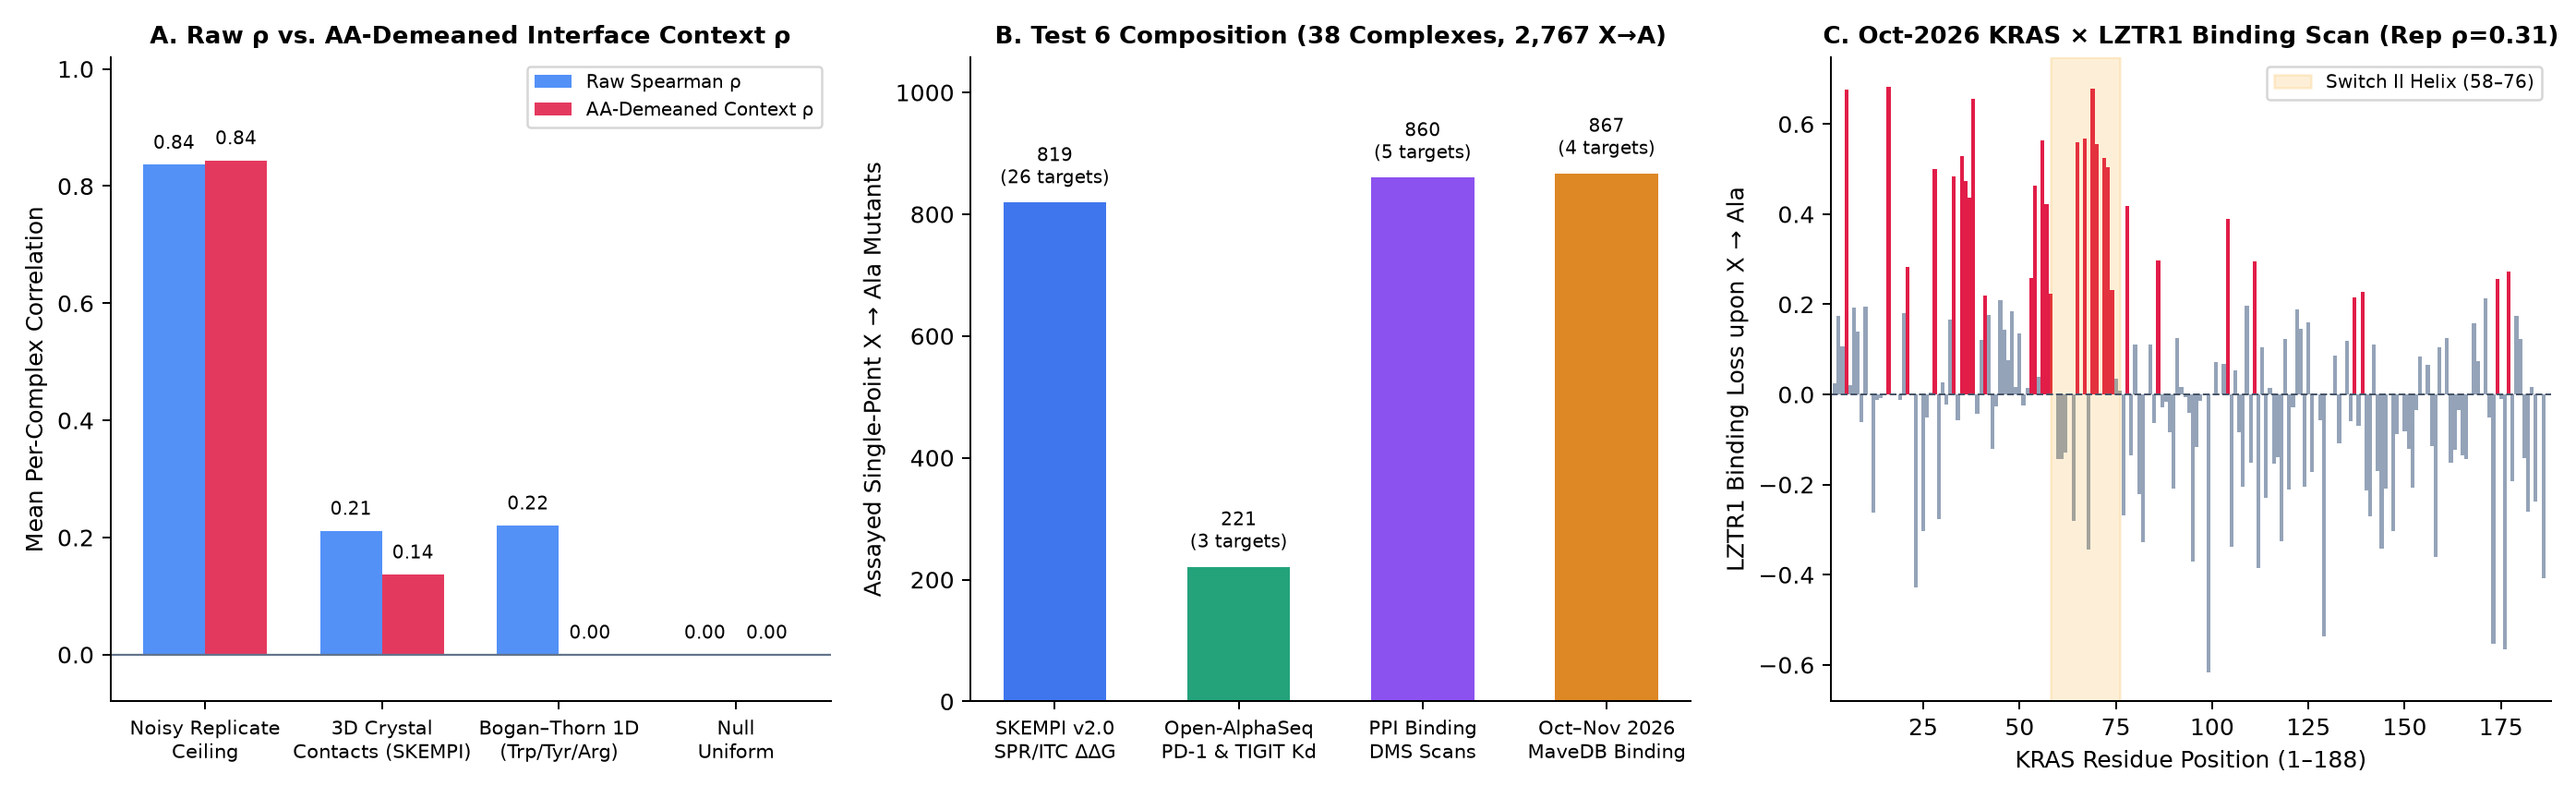 A. Raw ρ vs. AA-Demeaned Interface Context ρ
Mean Per-Complex Correlation
1.0
0.8
0.6
0.4
0.2
0.0
Raw Spearman ρ
AA-Demeaned Context ρ
0.84
0.84
0.21
0.14
0.22
0.00
0.00
0.00
Noisy Replicate
Ceiling
3D Crystal
Contacts (SKEMPI)
Bogan–Thorn 1D
(Trp/Tyr/Arg)
Null
Uniform
B. Test 6 Composition (38 Complexes, 2,767 X→A)
Assayed Single-Point X → Ala Mutants
1000
800
600
400
200
0
819
(26 targets)
221
(3 targets)
860
(5 targets)
867
(4 targets)
SKEMPI v2.0
SPR/ITC ΔΔG
Open-AlphaSeq
PD-1 & TIGIT Kd
PPI Binding
DMS Scans
Oct–Nov 2026
MaveDB Binding
C. Oct-2026 KRAS × LZTR1 Binding Scan (Rep ρ=0.31)
LZTR1 Binding Loss upon X → Ala
0.6
0.4
0.2
0.0
−0.2
−0.4
−0.6
Switch II Helix (58–76)
25
50
75
100
125
150
175
KRAS Residue Position (1–188)